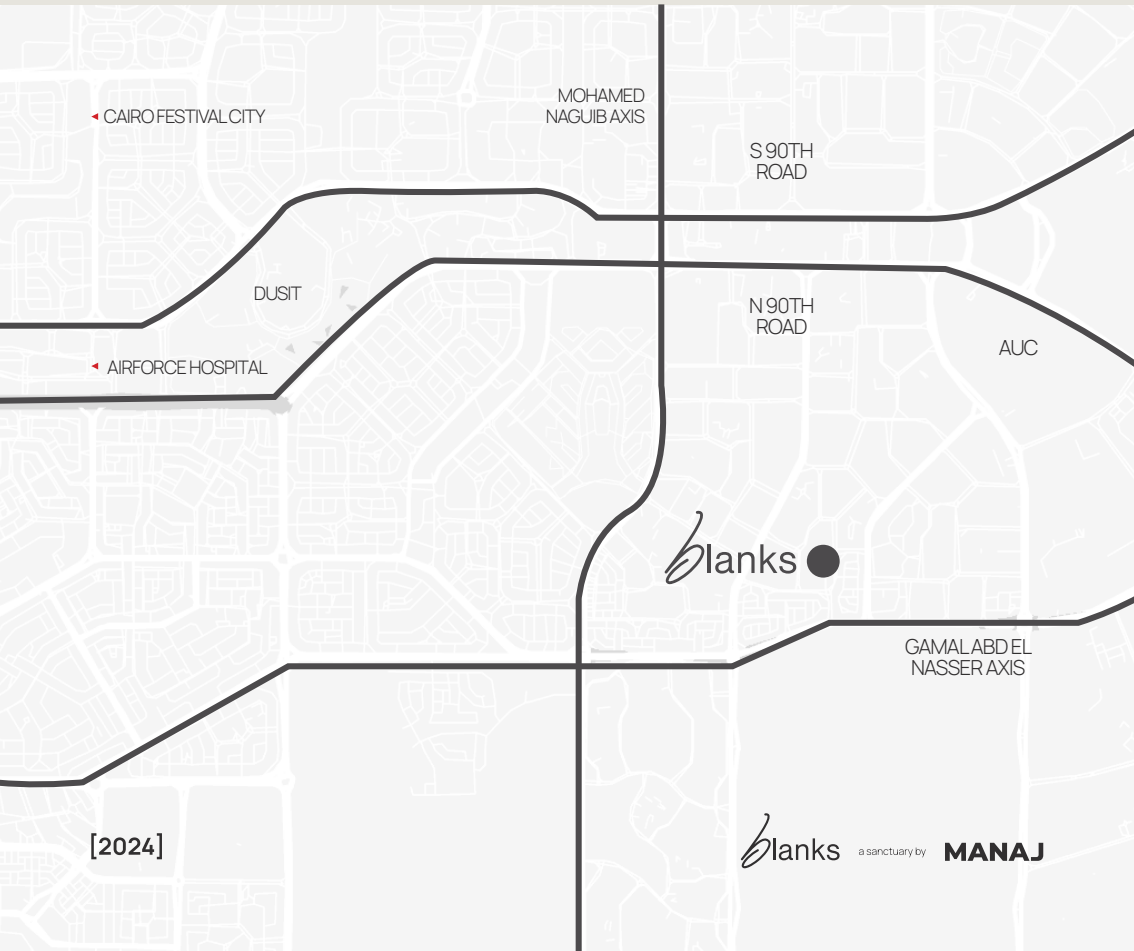 MOHAMED
NAGUIB AXIS
CAIRO FESTIVAL CITY
S 90TH
ROAD
DUSIT
N 90TH
ROAD
AUC
AIRFORCE HOSPITAL
blanks
GAMAL ABD EL
NASSER AXIS
[2024]
blanks a sanctuary by MANAJ